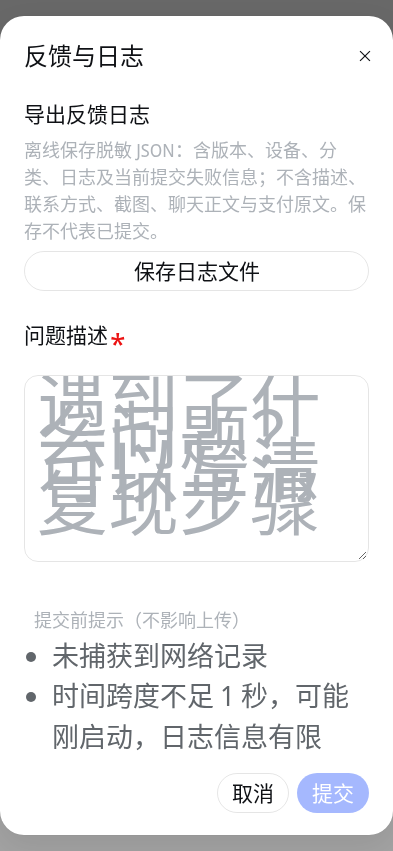 反馈与日志
导出反馈日志
离线保存脱敏 JSON：含版本、设备、分
类、日志及当前提交失败信息；不含描述、
联系方式、截图、聊天正文与支付原文。保
存不代表已提交。
保存日志文件
问题描述*
遇到了什
么问题？
复现步骤
提交前提示（不影响上传）
• 未捕获到网络记录
• 时间跨度不足 1 秒，可能
刚启动，日志信息有限
取消
提交